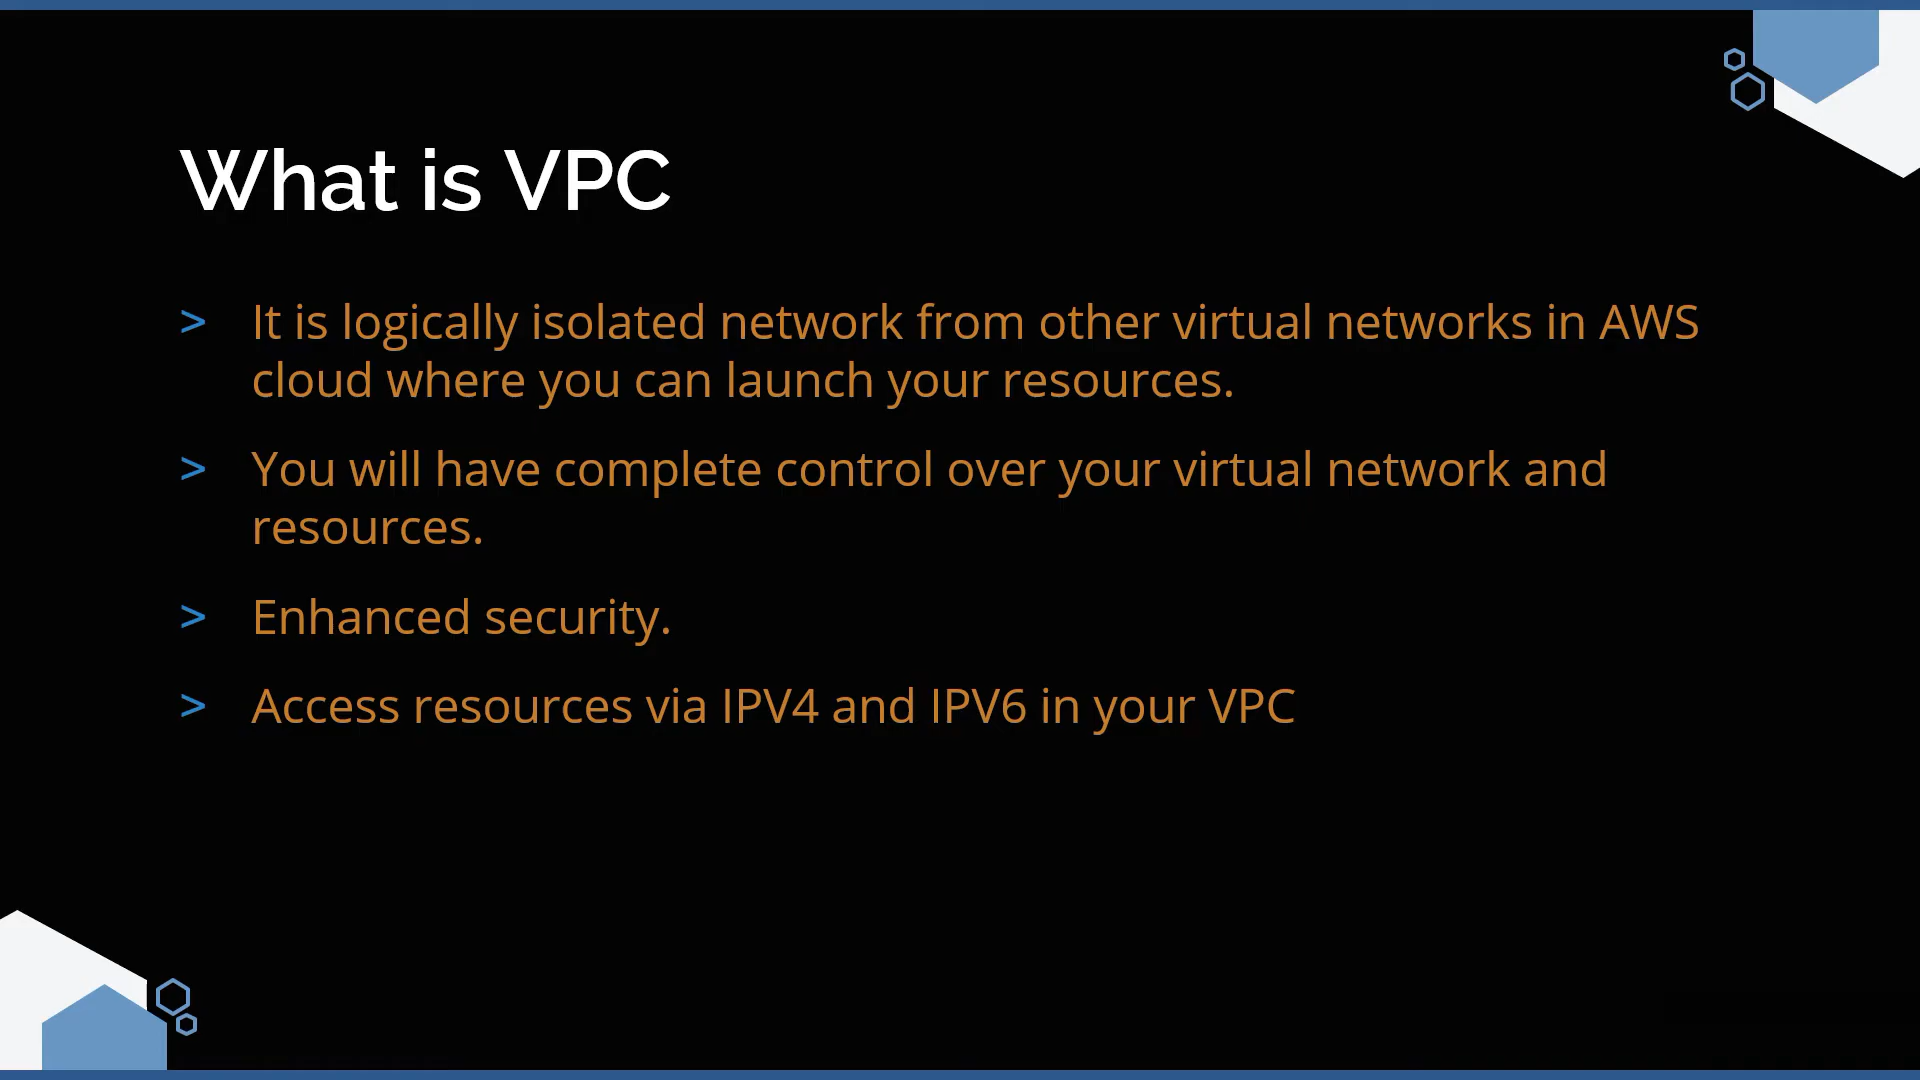 What is VPC
> It is logically isolated network from other virtual networks in AWS
cloud where you can launch your resources.
> You will have complete control over your virtual network and
resources.
> Enhanced security.
> Access resources via IPV4 and IPV6 in your VPC